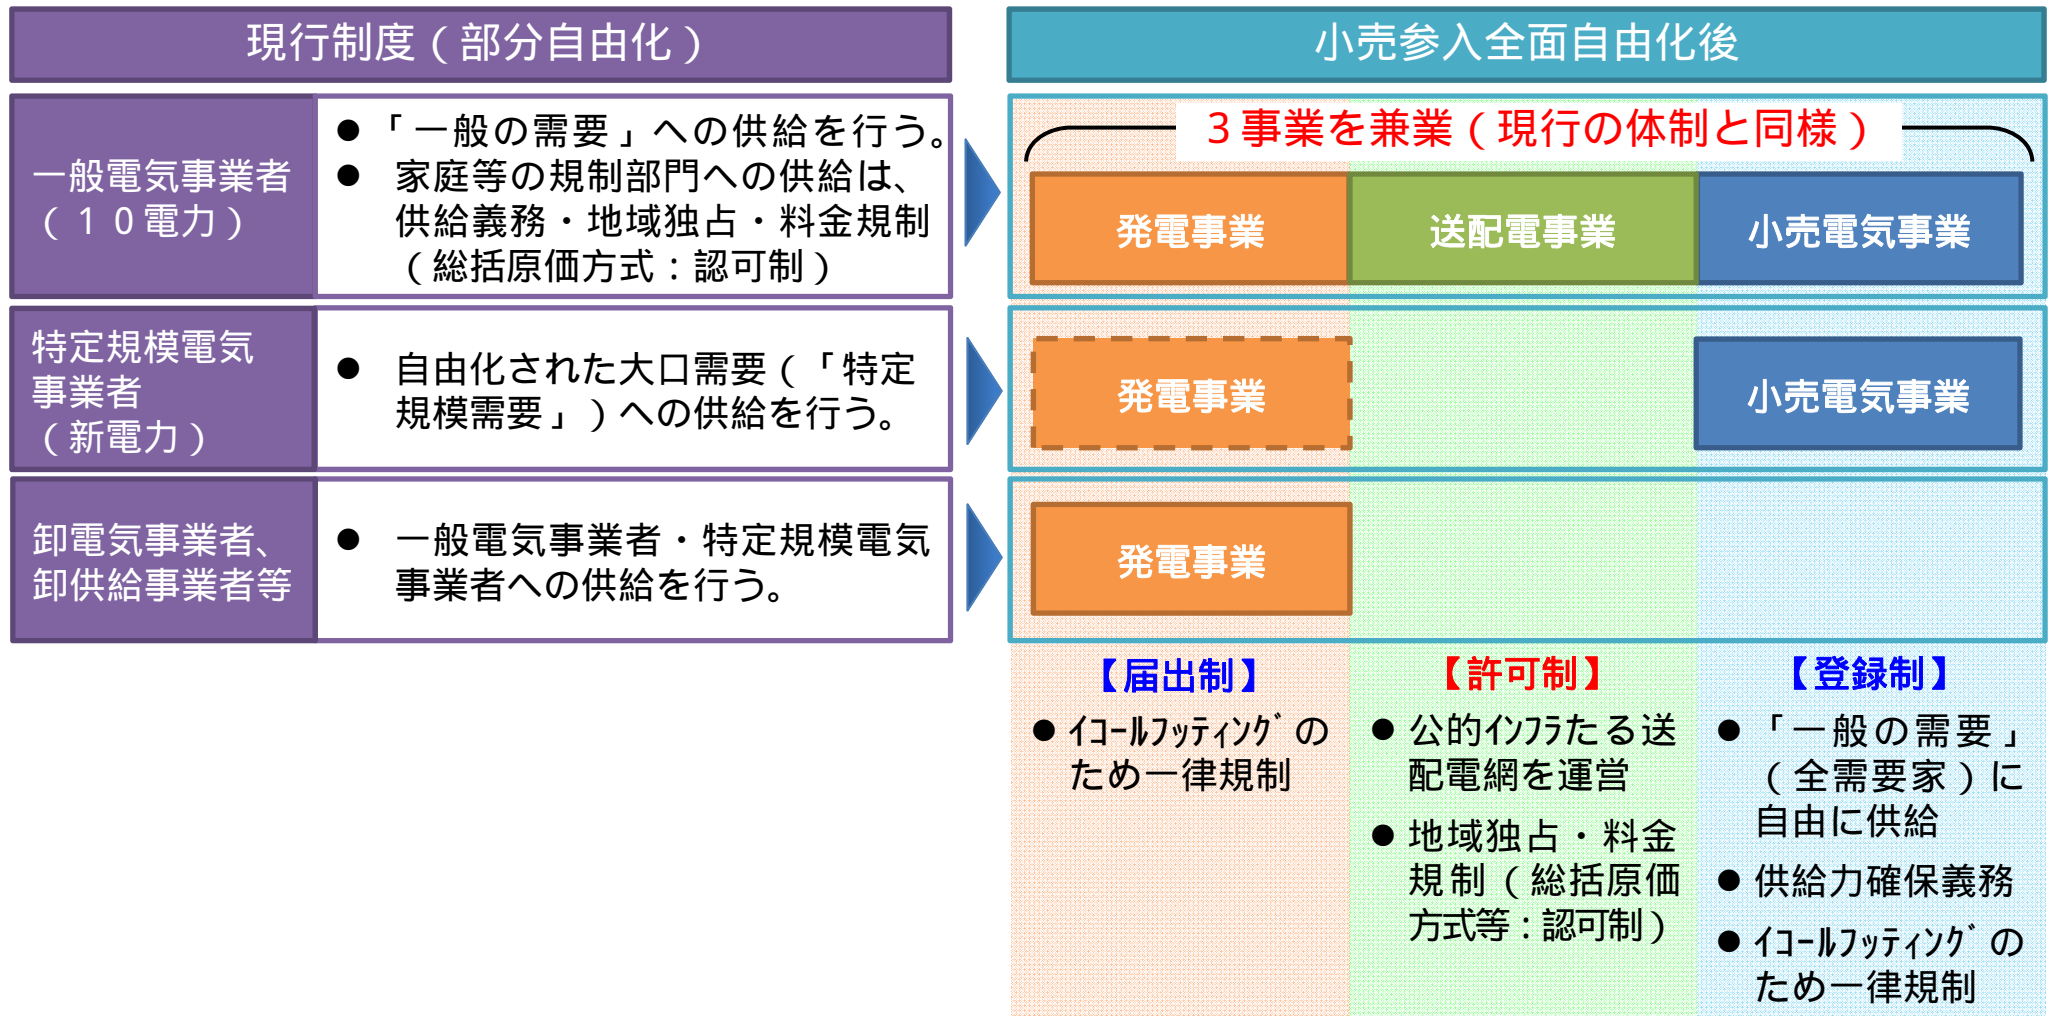 現行制度（部分自由化）
小売参入全面自由化後
一般電気事業者
（１０電力）
● 「一般の需要」への供給を行う。
● 家庭等の規制部門への供給は、
供給義務・地域独占・料金規制
（総括原価方式：認可制）
３事業を兼業（現行の体制と同様）
発電事業
送配電事業
小売電気事業
特定規模電気
事業者
（新電力）
● 自由化された大口需要（「特定
規模需要」）への供給を行う。
発電事業
小売電気事業
卸電気事業者、
卸供給事業者等
● 一般電気事業者・特定規模電気
事業者への供給を行う。
発電事業
【届出制】
● ｲｺｰﾙﾌｯﾃｨﾝｸﾞの
ため一律規制
【許可制】
● 公的ｲﾝﾌﾗたる送
配電網を運営
● 地域独占・料金
規制（総括原価
方式等：認可制）
【登録制】
● 「一般の需要」
（全需要家）に
自由に供給
● 供給力確保義務
● ｲｺｰﾙﾌｯﾃｨﾝｸﾞの
ため一律規制